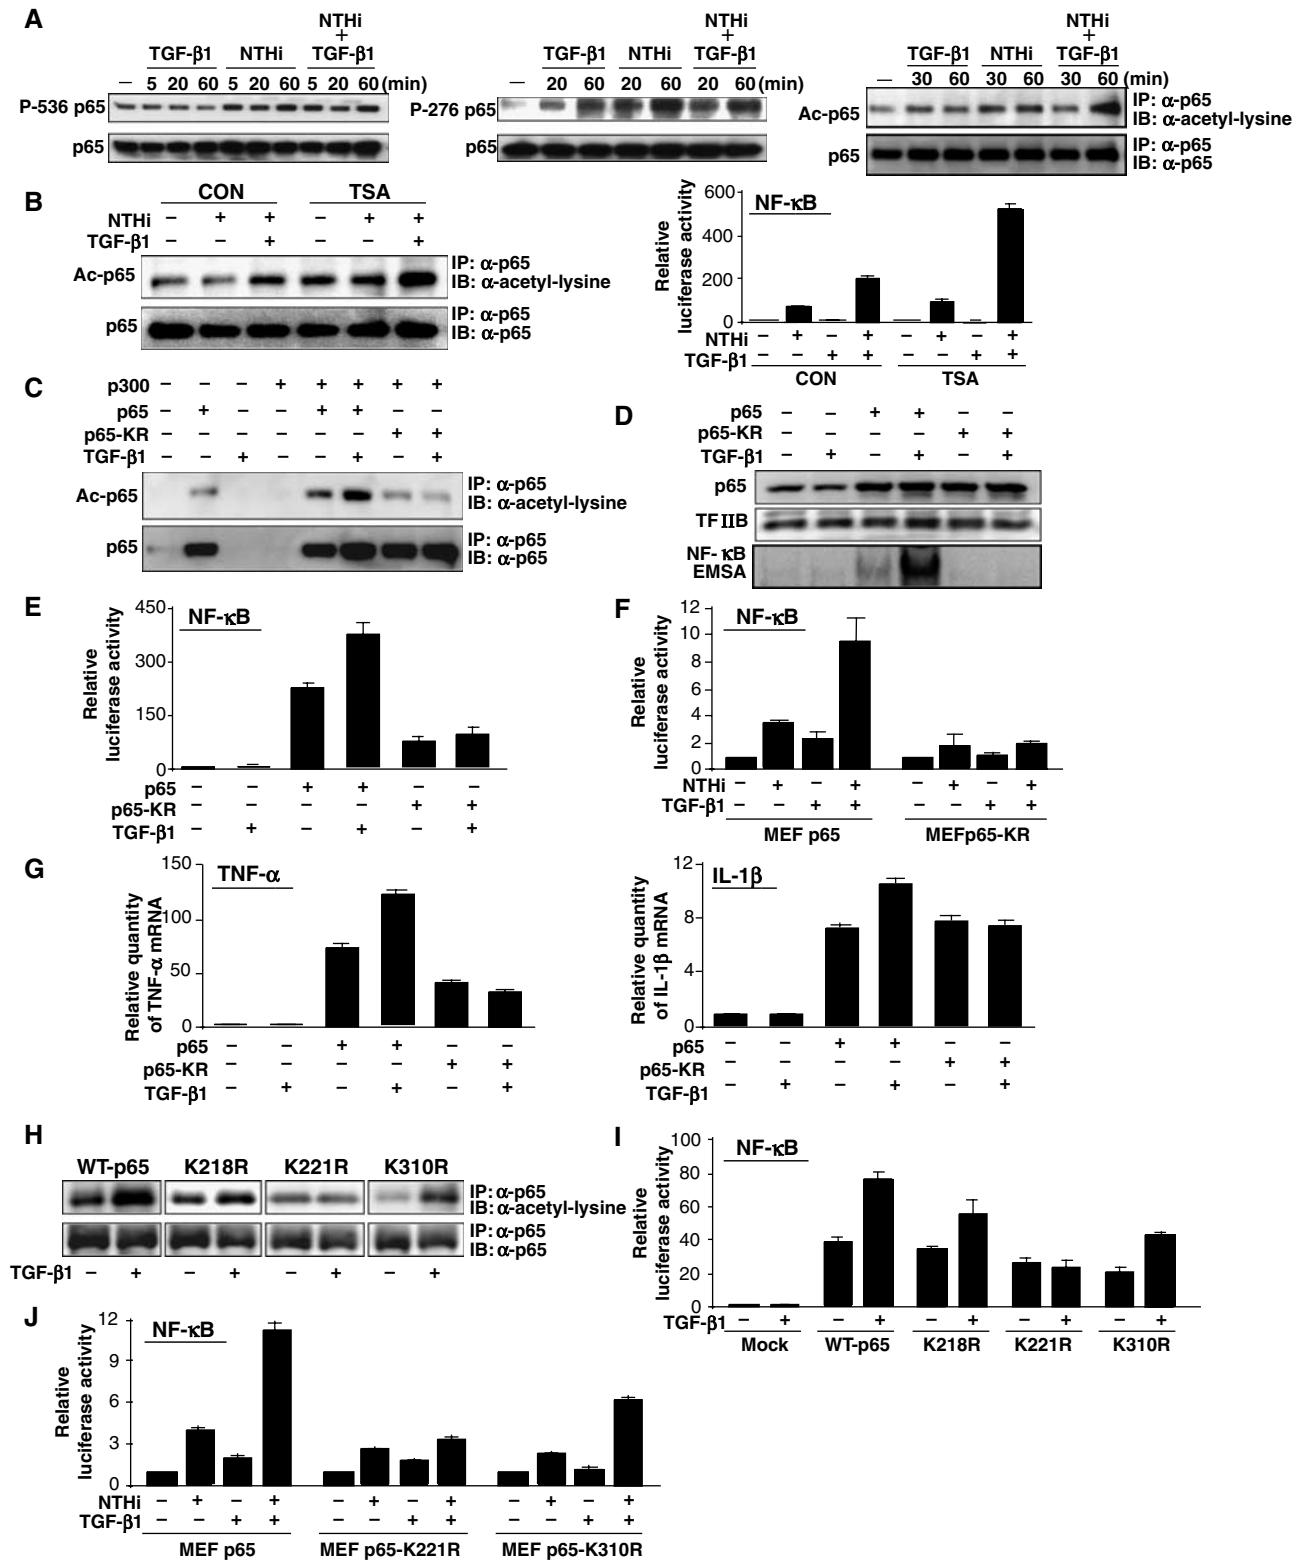 A
TGF-β1 NTHi NTHi + TGF-β1
— 5 20 60 5 20 60 5 20 60 (min)
P-536 p65
p65
TGF-β1 NTHi NTHi + TGF-β1
— 20 60 20 60 20 60 (min)
P-276 p65
p65
TGF-β1 NTHi NTHi + TGF-β1
— 30 60 30 60 30 60 (min)
Ac-p65 IP: α-p65
IB: α-acetyl-lysine
p65 IP: α-p65
IB: α-p65
B
CON TSA
NTHi – + + – + +
TGF-β1 – – + – – +
Ac-p65 IP: α-p65
IB: α-acetyl-lysine
p65 IP: α-p65
IB: α-p65
NF-κB
Relative
luciferase activity
600
400
200
0
NTHi – + – + – + – +
TGF-β1 – – + + – – + +
CON TSA
C
p300 – – – + + + + +
p65 – + – – + + – –
p65-KR – – – – – – + +
TGF-β1 – – + – – + – +
Ac-p65 IP: α-p65
IB: α-acetyl-lysine
p65 IP: α-p65
IB: α-p65
D
p65 – – + + – –
p65-KR – – – – + +
TGF-β1 – + – + – +
p65
TFIIB
NF-κB
EMSA
E
NF-κB
Relative
luciferase activity
450
300
150
0
p65 – – + + – –
p65-KR – – – – + +
TGF-β1 – + – + – +
F
NF-κB
Relative
luciferase activity
12
10
8
6
4
2
0
NTHi – + – + – + – +
TGF-β1 – – + + – – + +
MEF p65 MEFp65-KR
G
TNF-α
Relative quantity
of TNF-α mRNA
150
100
50
0
p65 – – + + – –
p65-KR – – – – + +
TGF-β1 – + – + – +
IL-1β
Relative quantity
of IL-1β mRNA
12
8
4
0
p65 – – + + – –
p65-KR – – – – + +
TGF-β1 – + – + – +
H
WT-p65 K218R K221R K310R
IP: α-p65
IB: α-acetyl-lysine
IP: α-p65
IB: α-p65
TGF-β1 – + – + – + – +
I
NF-κB
Relative
luciferase activity
100
80
60
40
20
0
TGF-β1 – + – + – + – + – +
Mock WT-p65 K218R K221R K310R
J
NF-κB
Relative
luciferase activity
12
9
6
3
0
NTHi – + – + – + – + – + – +
TGF-β1 – – + + – – + + – – + +
MEF p65 MEF p65-K221R MEF p65-K310R